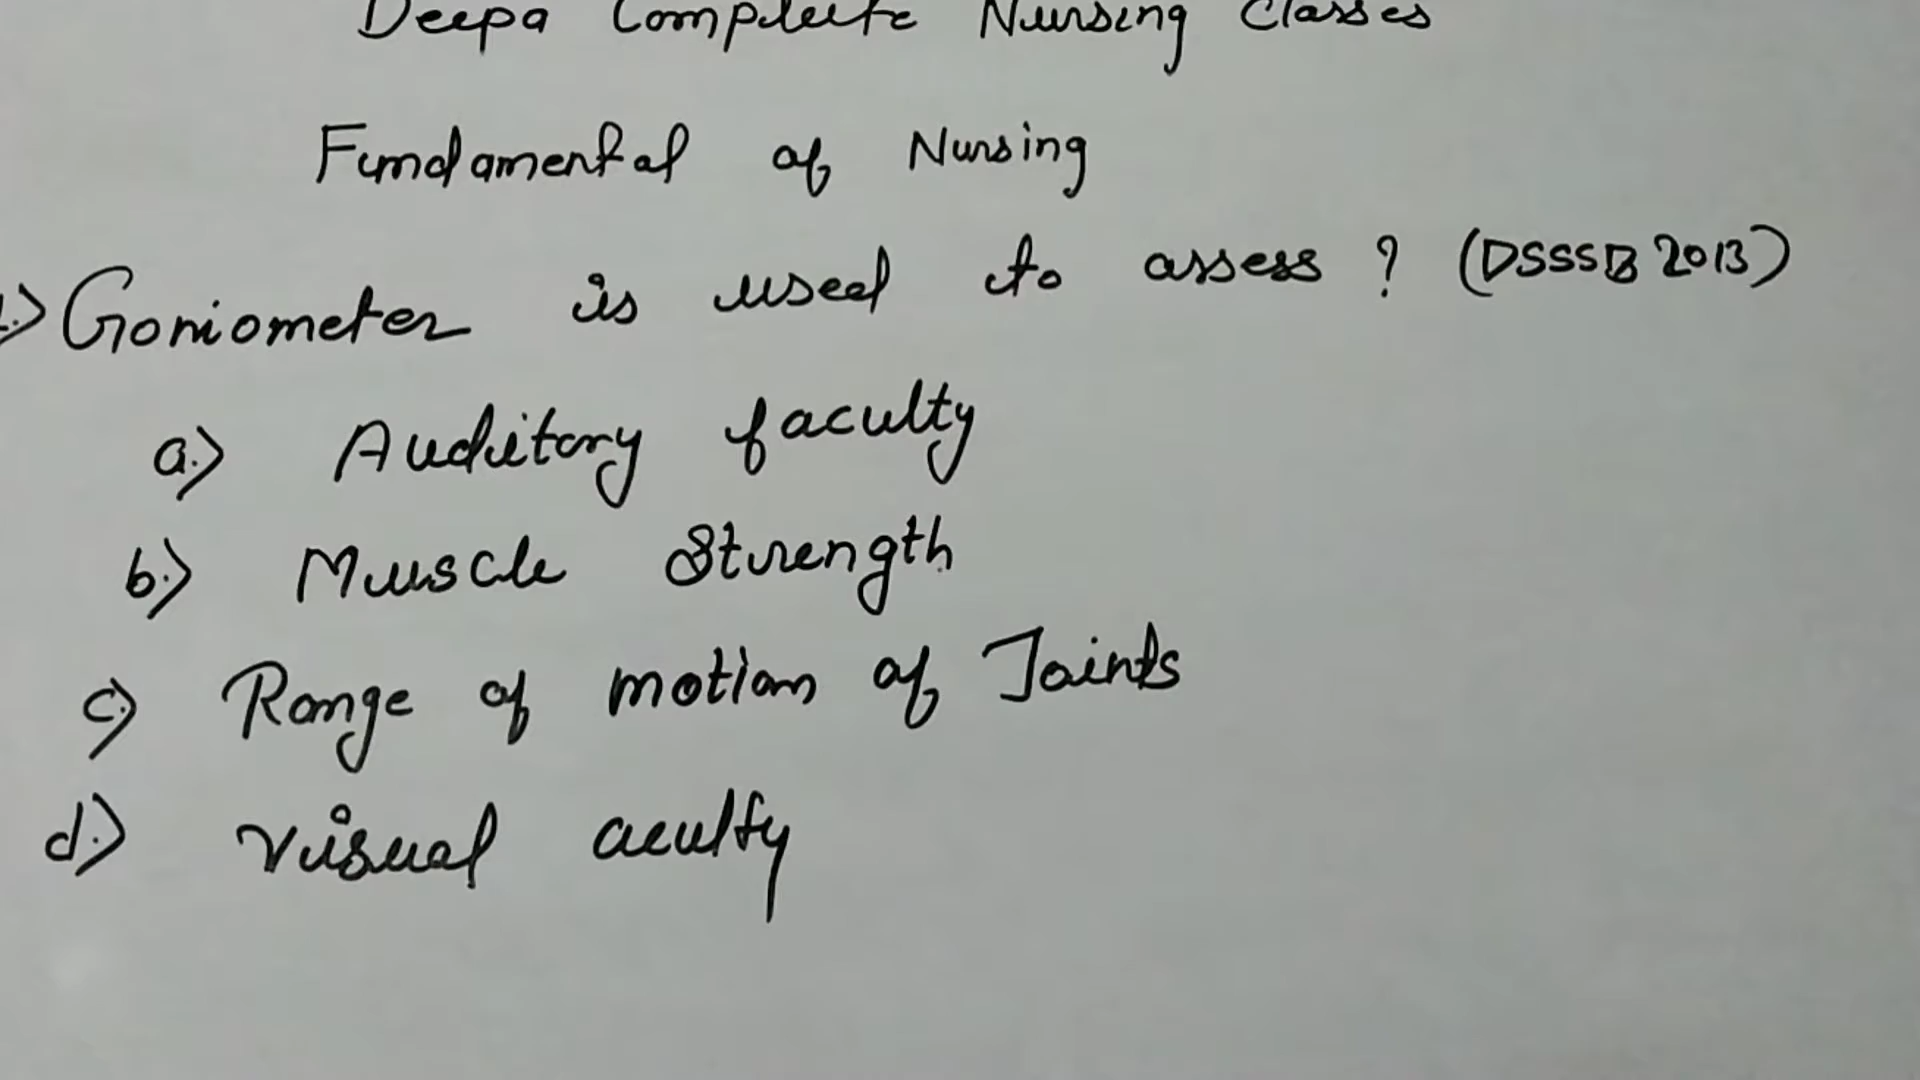 Deepa Complete Nursing Classes
Fundamental of Nursing
1.) Goniometer is used to assess ? (DSSSB 2013)
a.) Auditory faculty
b.) Muscle Strength
c.) Range of motion of Joints
d.) visual acuity